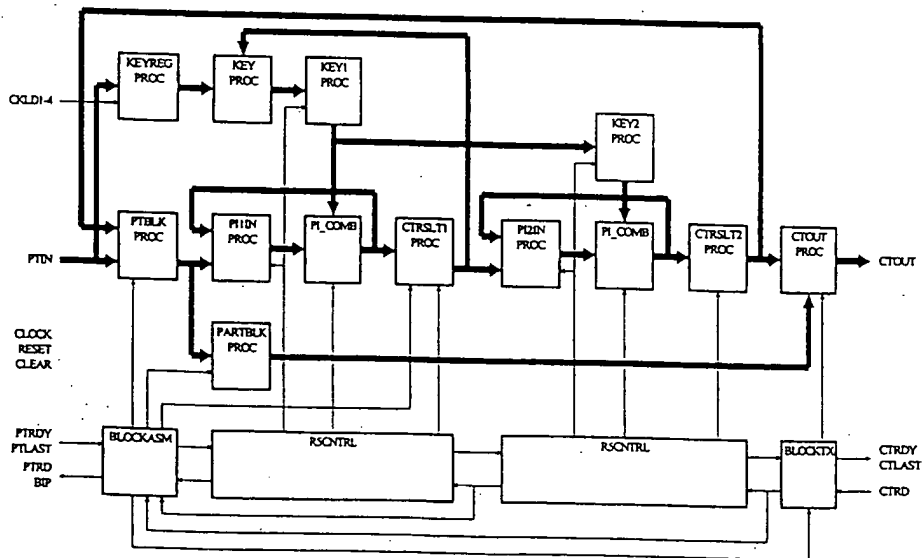 KEYREG
PROC
KEY
PROC
KEY1
PROC
CKLD1-4
KEY2
PROC
PTBLK
PROC
PI1IN
PROC
PI_COMB
CTRSLT1
PROC
PI2IN
PROC
PI_COMB
CTRSLT2
PROC
CTOUT
PROC
PTIN
CTOUT
CLOCK
RESET
CLEAR
PARTBLK
PROC
PTRDY
PTLAST
PTRD
BIP
BLOCKASM
RSCNTRL
RSCNTRL
BLOCKTX
CTRDY
CTLAST
CTRD